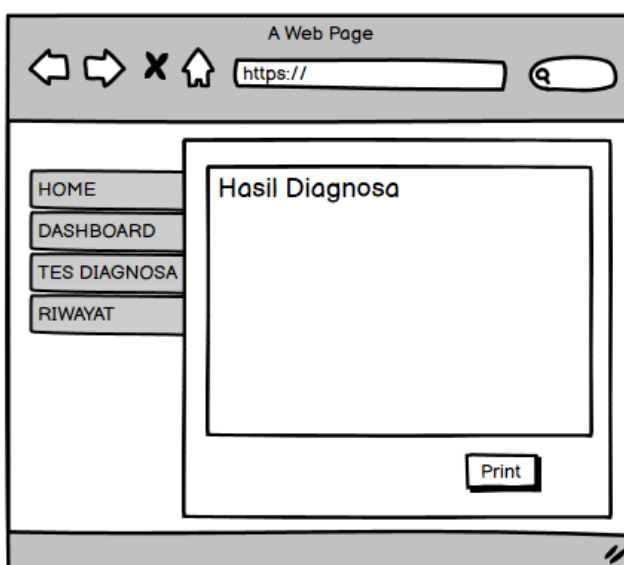 A Web Page
https://
HOME
DASHBOARD
TES DIAGNOSA
RIWAYAT
Hasil Diagnosa
Print